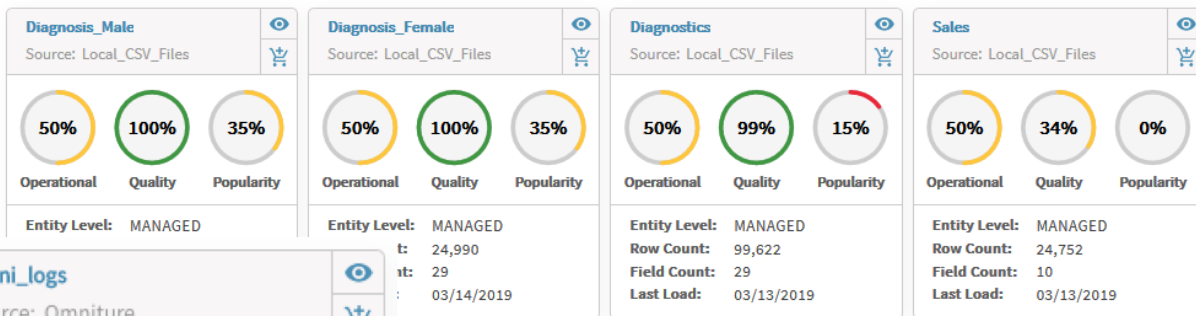 Diagnosis_Male
Source: Local_CSV_Files
50%
100%
35%
Operational
Quality
Popularity
Entity Level: MANAGED
Diagnosis_Female
Source: Local_CSV_Files
50%
100%
35%
Operational
Quality
Popularity
Entity Level: MANAGED
t: 24,990
nt: 29
: 03/14/2019
Diagnostics
Source: Local_CSV_Files
50%
99%
15%
Operational
Quality
Popularity
Entity Level: MANAGED
Row Count: 99,622
Field Count: 29
Last Load: 03/13/2019
Sales
Source: Local_CSV_Files
50%
34%
0%
Operational
Quality
Popularity
Entity Level: MANAGED
Row Count: 24,752
Field Count: 10
Last Load: 03/13/2019
ni_logs
rce: Omniture